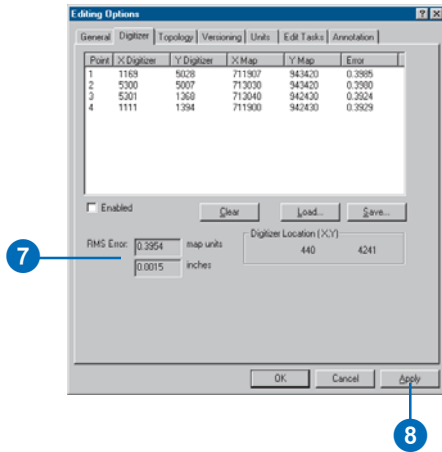 Editing Options
General Digitizer Topology Versioning Units Edit Tasks Annotation
Point X Digitizer Y Digitizer X Map Y Map Error
1 1169 5028 711907 943420 0.3985
2 5300 5007 713030 943420 0.3980
3 5301 1368 713040 942430 0.3924
4 1111 1394 711900 942430 0.3929
Enabled Clear Load... Save...
Digitizer Location (X,Y)
RMS Error: 0.3954 map units 440 4241
7
0.0015 inches
OK Cancel Apply
8